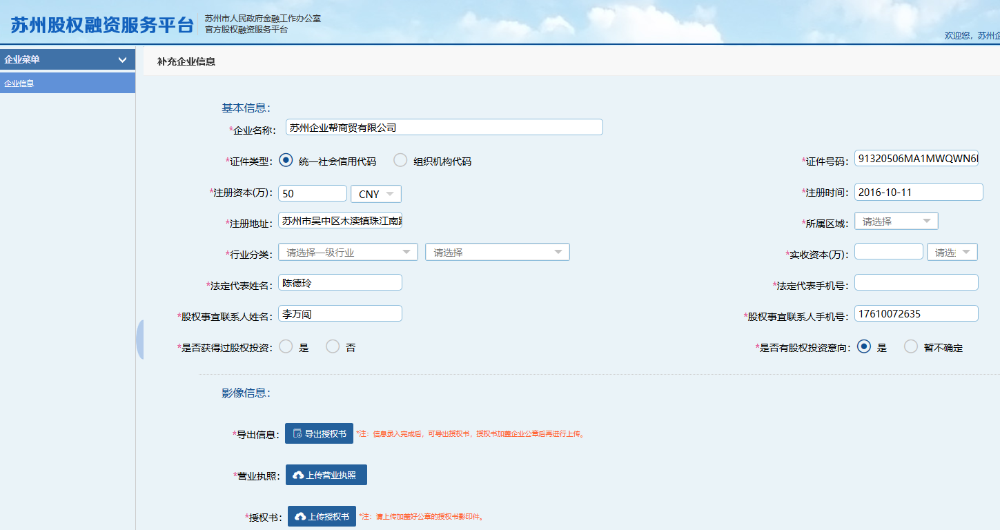 苏州股权融资服务平台
苏州市人民政府金融工作办公室
官方股权融资服务平台
欢迎您，苏州企
企业菜单
企业信息
补充企业信息
基本信息：
*企业名称： 苏州企业帮商贸有限公司
*证件类型： 统一社会信用代码 组织机构代码 *证件号码： 91320506MA1MWQWN6
*注册资本(万)： 50 CNY *注册时间： 2016-10-11
*注册地址： 苏州市吴中区木渎镇珠江南路 *所属区域： 请选择
*行业分类： 请选择一级行业 请选择 *实收资本(万)： 请选
*法定代表姓名： 陈德玲 *法定代表手机号：
*股权事宜联系人姓名： 李万闯 *股权事宜联系人手机号： 17610072635
*是否获得过股权投资： 是 否 *是否有股权投资意向： 是 暂不确定
影像信息：
*导出信息： 导出授权书 *注：信息录入完成后，可导出授权书，授权书加盖企业公章后再进行上传。
*营业执照： 上传营业执照
*授权书： 上传授权书 *注：请上传加盖好公章的授权书影印件。